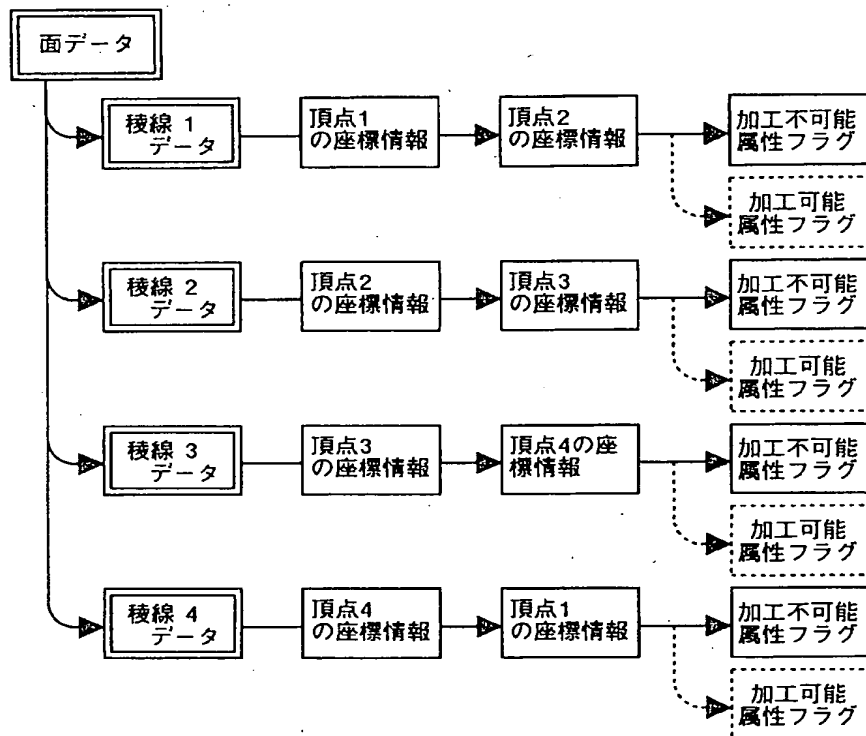 面データ
稜線 1
データ
頂点1
の座標情報
頂点2
の座標情報
加工不可能
属性フラグ
加工可能
属性フラグ
稜線 2
データ
頂点2
の座標情報
頂点3
の座標情報
加工不可能
属性フラグ
加工可能
属性フラグ
稜線 3
データ
頂点3
の座標情報
頂点4の座
標情報
加工不可能
属性フラグ
加工可能
属性フラグ
稜線 4
データ
頂点4
の座標情報
頂点1
の座標情報
加工不可能
属性フラグ
加工可能
属性フラグ